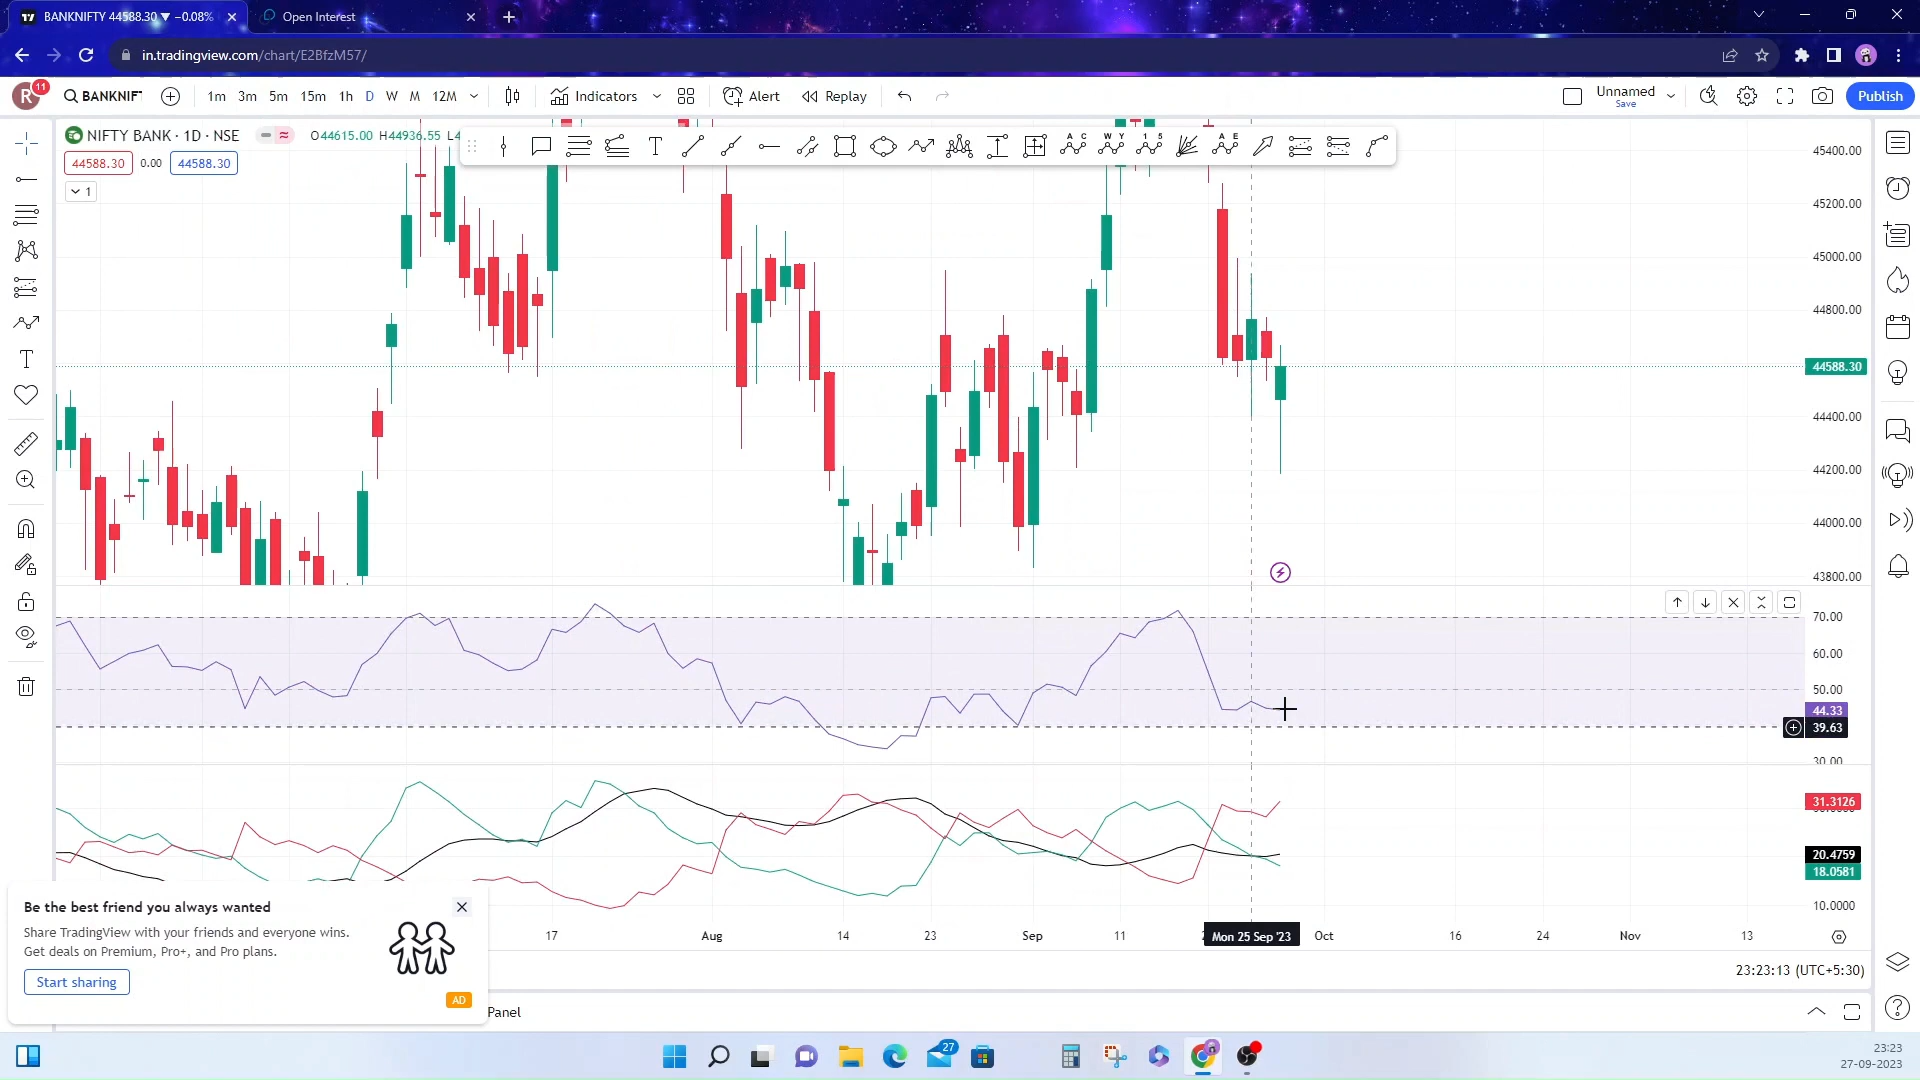 BANKNIFTY 44588.30 ▼ −0.08%
Open Interest
in.tradingview.com/chart/E2BfzM57/
R
11
BANKNIF
1m
3m
5m
15m
1h
D
W
M
12M
Indicators
Alert
Replay
Unnamed
Save
Publish
NIFTY BANK · 1D · NSE
O44615.00 H44936.55 L4
44588.30
0.00
44588.30
1
T
A C
W Y
1 5
A E
45400.00
45200.00
45000.00
44800.00
44588.30
44400.00
44200.00
44000.00
43800.00
70.00
60.00
50.00
44.33
39.63
30.00
31.3126
20.4759
18.0581
10.0000
17
Aug
14
23
Sep
11
Mon 25 Sep '23
Oct
16
24
Nov
13
23:23:13 (UTC+5:30)
Be the best friend you always wanted
Share TradingView with your friends and everyone wins.
Get deals on Premium, Pro+, and Pro plans.
Start sharing
AD
Panel
27
23:23
27-09-2023